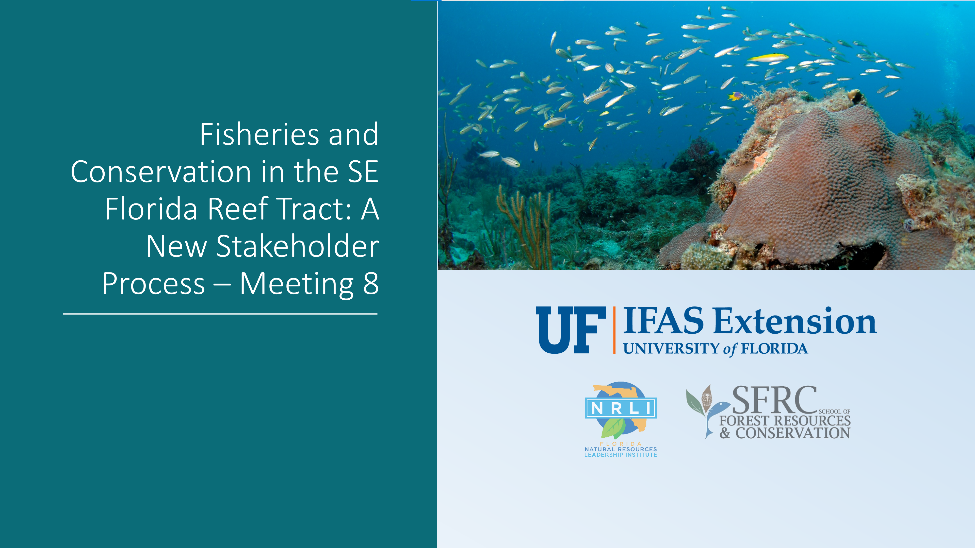 Fisheries and
Conservation in the SE
Florida Reef Tract: A
New Stakeholder
Process – Meeting 8
UF IFAS Extension
UNIVERSITY of FLORIDA
NRLI
FLORIDA
NATURAL RESOURCES
LEADERSHIP INSTITUTE
SFRC SCHOOL OF
FOREST RESOURCES
& CONSERVATION